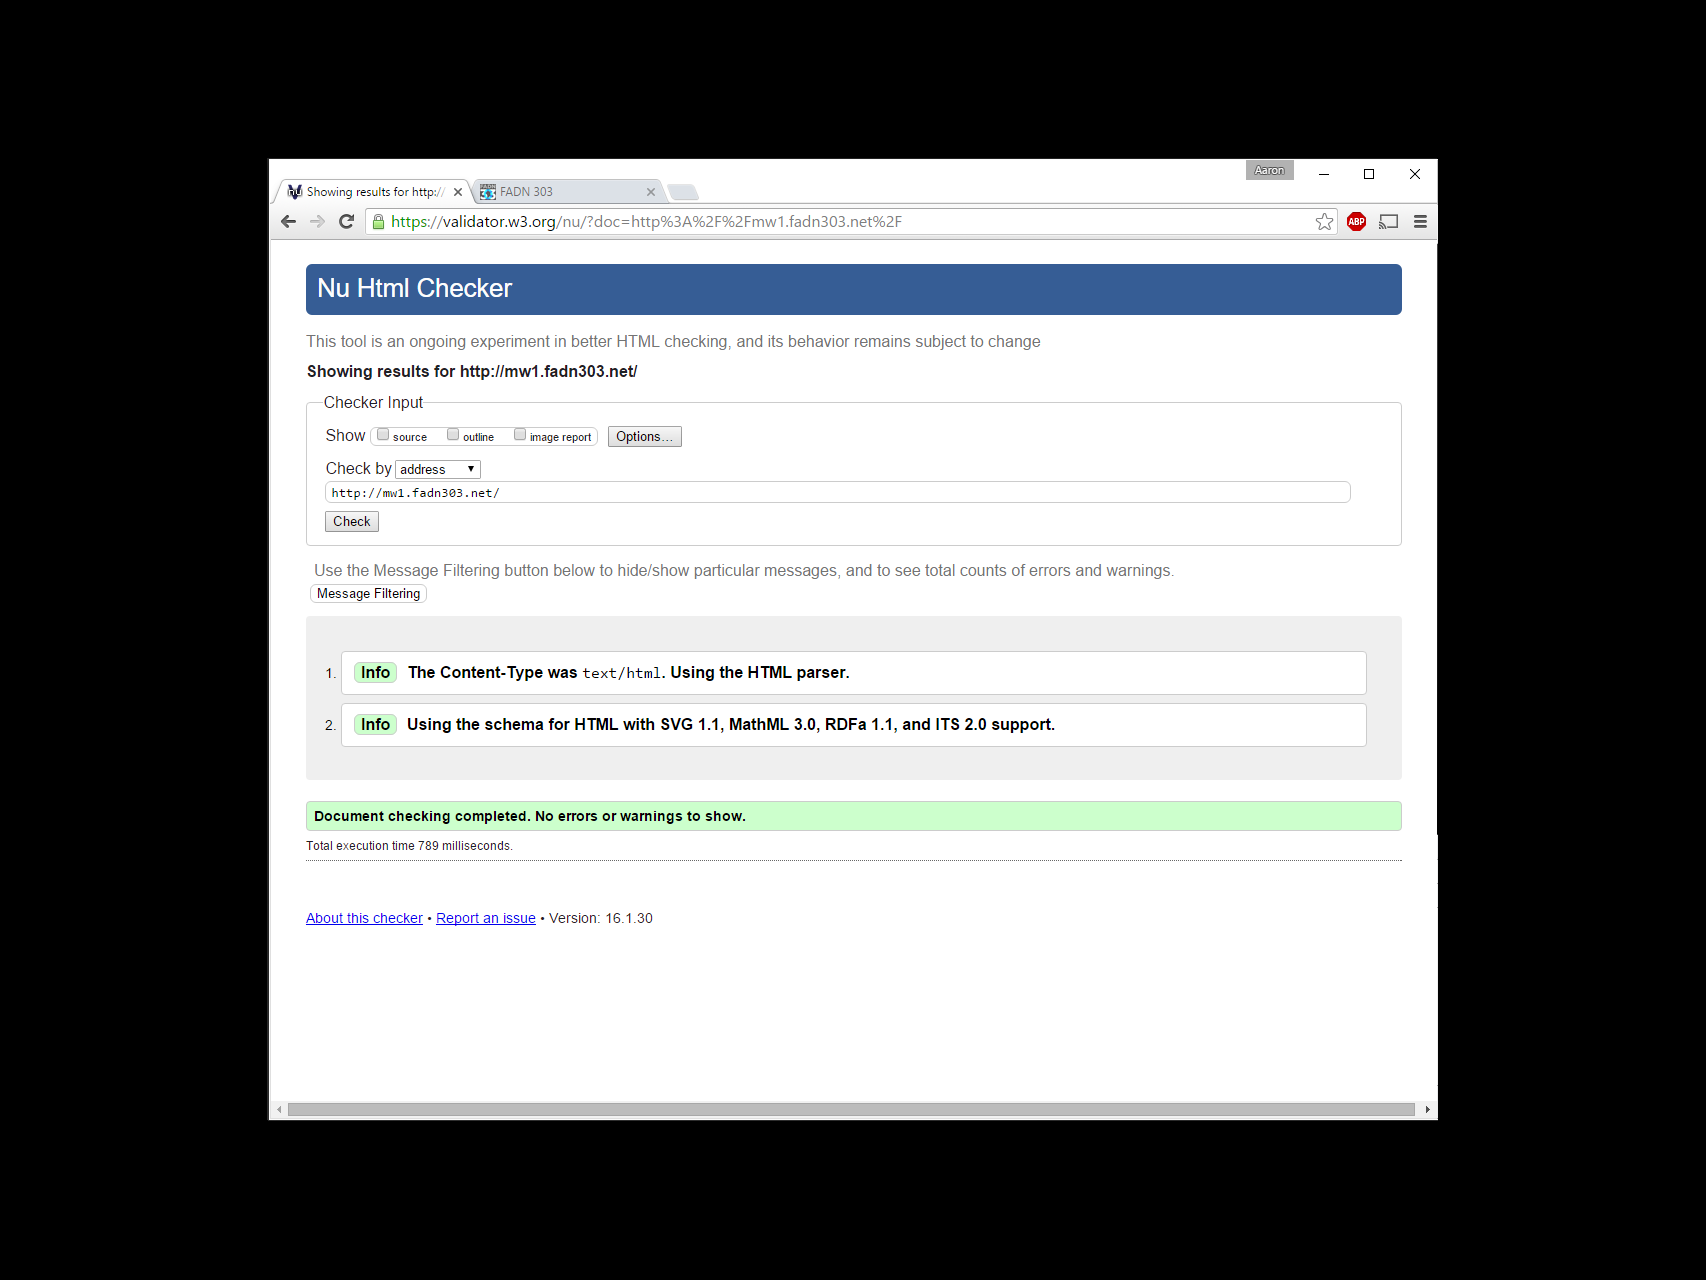 Aaron
Showing results for http://
FADN 303
https://validator.w3.org/nu/?doc=http%3A%2F%2Fmw1.fadn303.net%2F
ABP
Nu Html Checker
This tool is an ongoing experiment in better HTML checking, and its behavior remains subject to change
Showing results for http://mw1.fadn303.net/
Checker Input
Show source outline image report Options...
Check by address
http://mw1.fadn303.net/
Check
Use the Message Filtering button below to hide/show particular messages, and to see total counts of errors and warnings.
Message Filtering
1. Info The Content-Type was text/html. Using the HTML parser.
2. Info Using the schema for HTML with SVG 1.1, MathML 3.0, RDFa 1.1, and ITS 2.0 support.
Document checking completed. No errors or warnings to show.
Total execution time 789 milliseconds.
About this checker • Report an issue • Version: 16.1.30